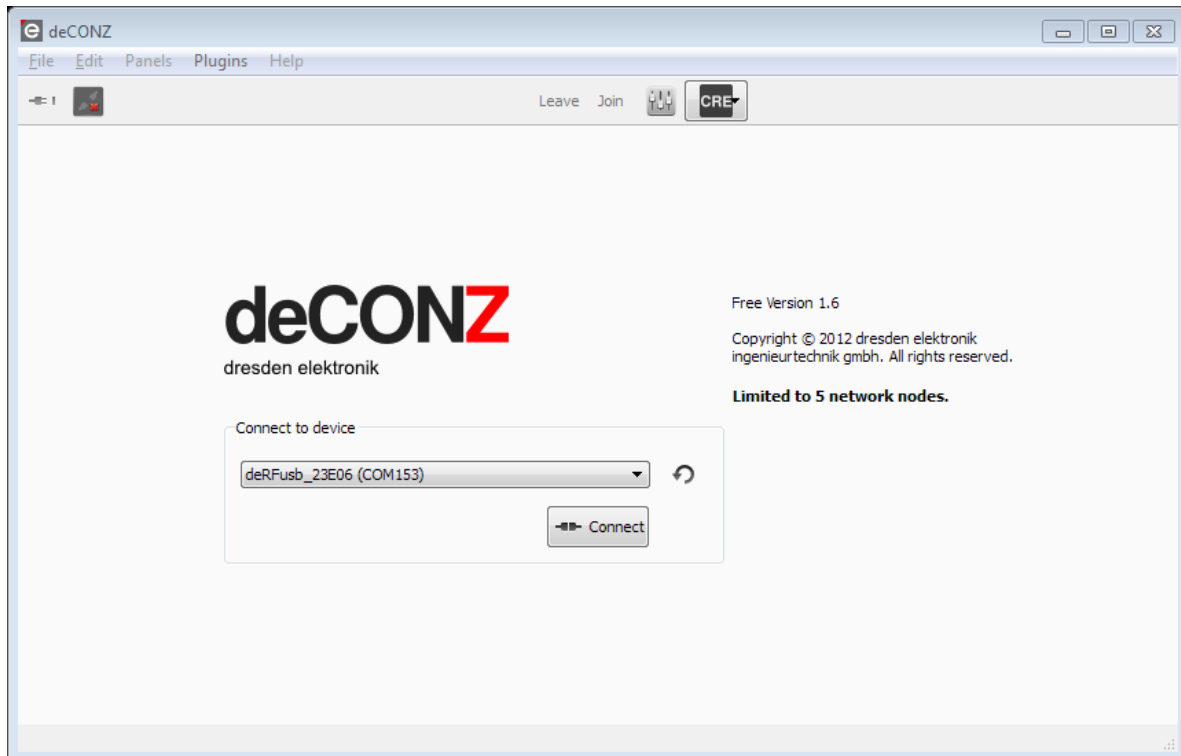 deCONZ
File Edit Panels Plugins Help
Leave Join CRE
deCONZ
dresden elektronik
Free Version 1.6
Copyright © 2012 dresden elektronik
ingenieurtechnik gmbh. All rights reserved.
Limited to 5 network nodes.
Connect to device
deRFusb_23E06 (COM153)
Connect